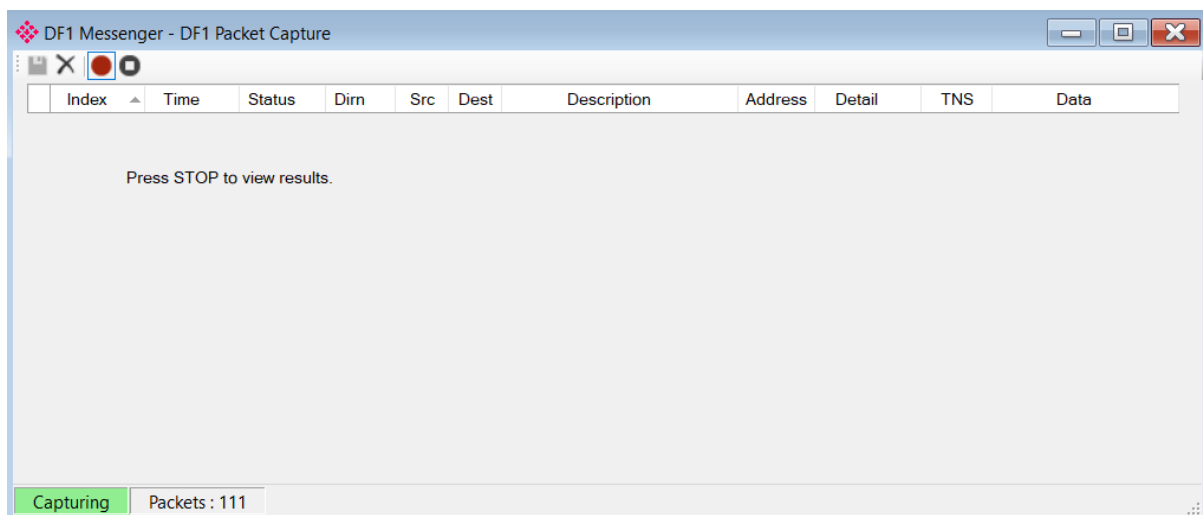 DF1 Messenger - DF1 Packet Capture
Index Time Status Dirn Src Dest Description Address Detail TNS Data
Press STOP to view results.
Capturing Packets : 111